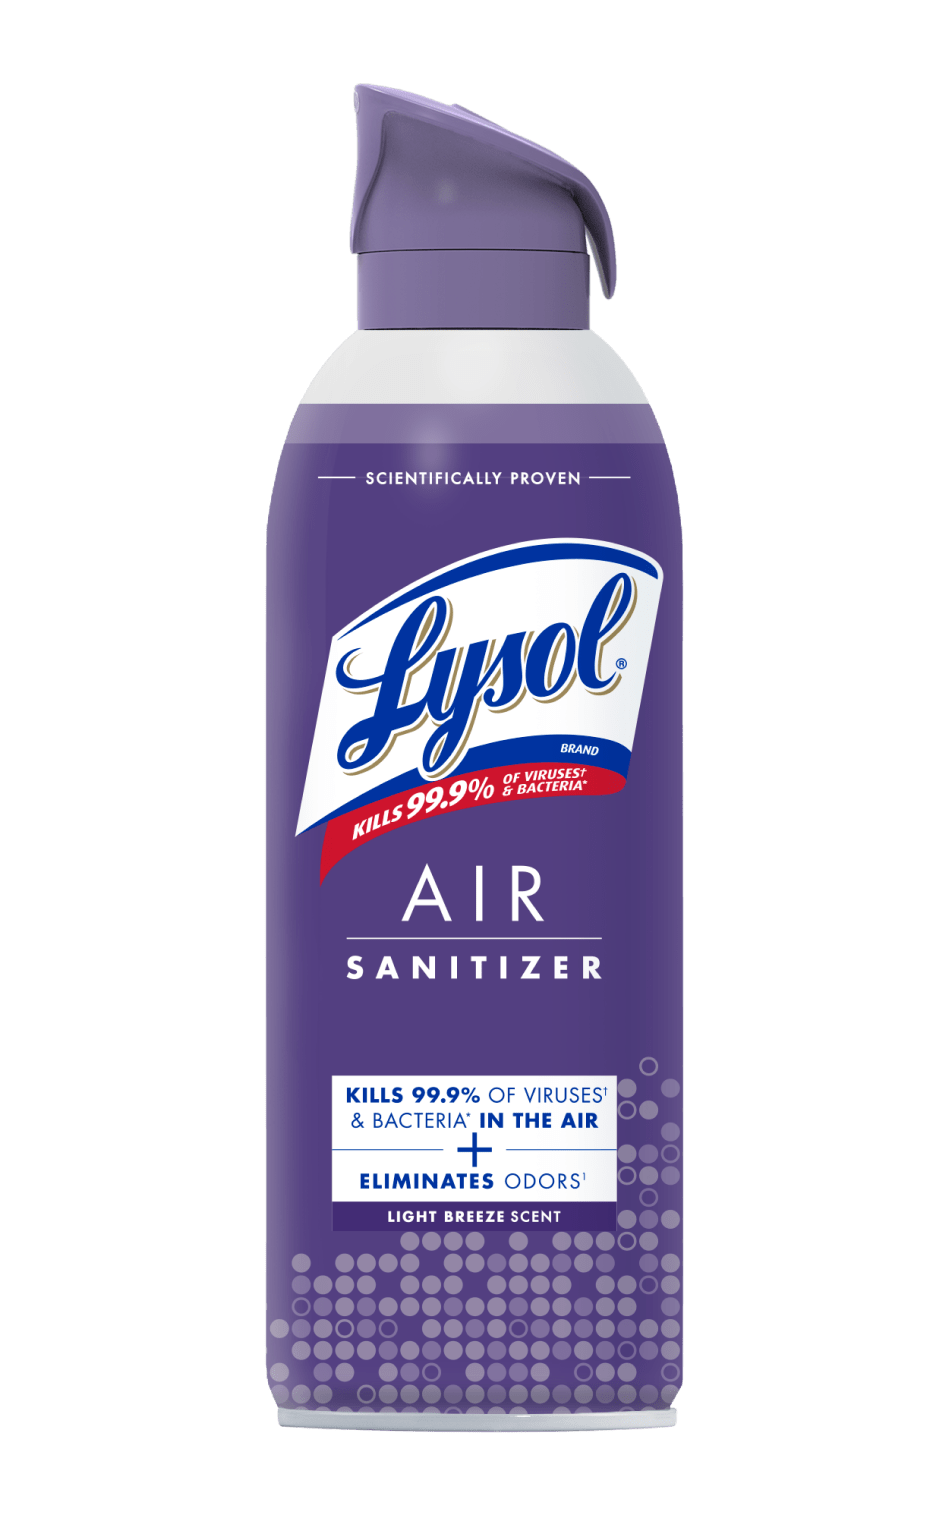 SCIENTIFICALLY PROVEN
Lysol®
BRAND
KILLS 99.9% OF VIRUSES†
& BACTERIA*
AIR
SANITIZER
KILLS 99.9% OF VIRUSES†
& BACTERIA* IN THE AIR
+
ELIMINATES ODORS¹
LIGHT BREEZE SCENT